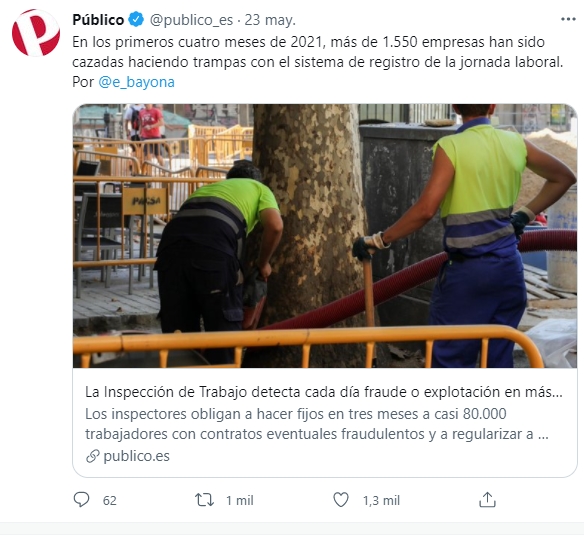 Público @publico_es · 23 may.
En los primeros cuatro meses de 2021, más de 1.550 empresas han sido
cazadas haciendo trampas con el sistema de registro de la jornada laboral.
Por @e_bayona
La Inspección de Trabajo detecta cada día fraude o explotación en más...
Los inspectores obligan a hacer fijos en tres meses a casi 80.000
trabajadores con contratos eventuales fraudulentos y a regularizar a ...
publico.es
62 1 mil 1,3 mil